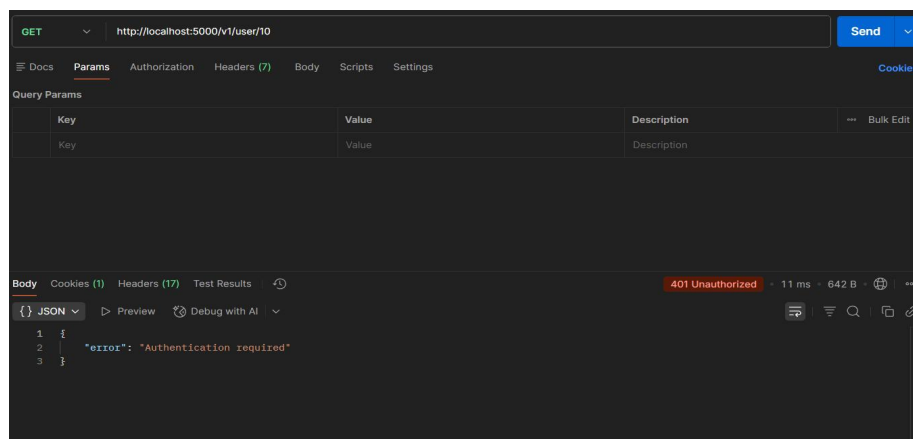 GET http://localhost:5000/v1/user/10 Send
Docs Params Authorization Headers (7) Body Scripts Settings Cookie
Query Params
Key Value Description Bulk Edit
Key Value Description
Body Cookies (1) Headers (17) Test Results 401 Unauthorized • 11 ms • 642 B
{} JSON Preview Debug with AI
1 {
2 "error": "Authentication required"
3 }